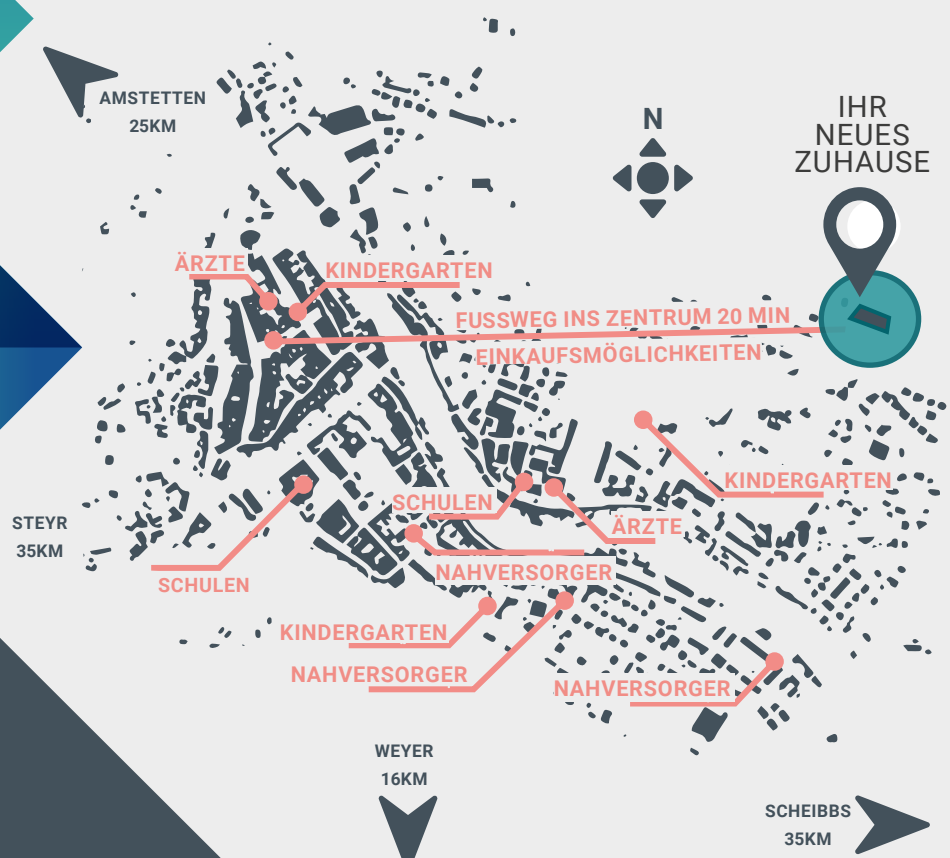 AMSTETTEN
25KM
N
IHR
NEUES
ZUHAUSE
ÄRZTE
KINDERGARTEN
FUSSWEG INS ZENTRUM 20 MIN
EINKAUFSMÖGLICHKEITEN
KINDERGARTEN
SCHULEN
ÄRZTE
STEYR
35KM
NAHVERSORGER
SCHULEN
KINDERGARTEN
NAHVERSORGER
NAHVERSORGER
WEYER
16KM
SCHEIBBS
35KM